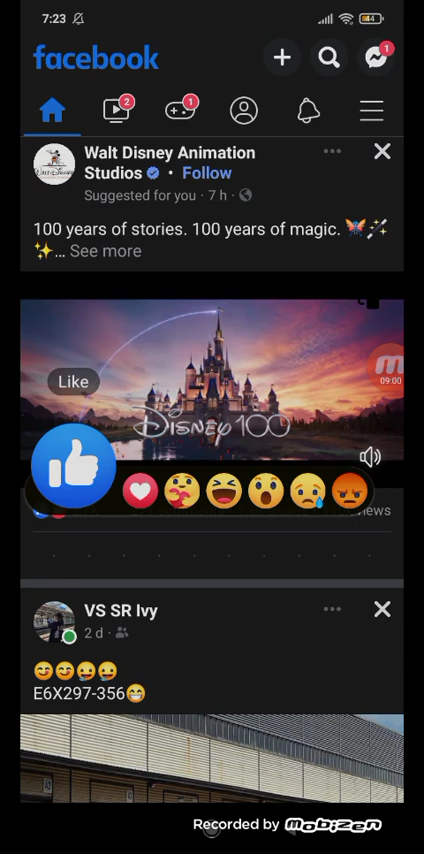 7:23
44
facebook
1
2
1
Walt Disney Animation
Studios • Follow
Suggested for you · 7 h ·
100 years of stories. 100 years of magic. 🦋🪄
✨... See more
Like
09:00
DISNEY 100
views
VS SR Ivy
2 d ·
😊😊🤐🤐
E6X297-356😁
Recorded by MOBIZEN